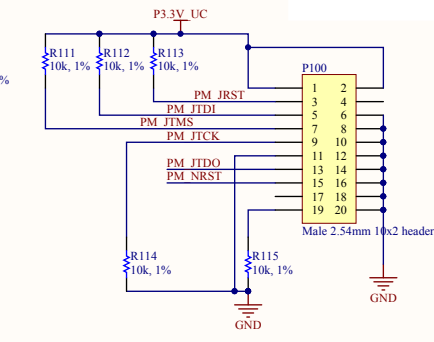 P3.3V_UC
R111
10k, 1%
R112
10k, 1%
R113
10k, 1%
%
P100
PM_JRST
PM_JTDI
PM_JTMS
PM_JTCK
PM_JTDO
PM_NRST
1 2
3 4
5 6
7 8
9 10
11 12
13 14
15 16
17 18
19 20
Male 2.54mm 10x2 header
R114
10k, 1%
R115
10k, 1%
GND
GND